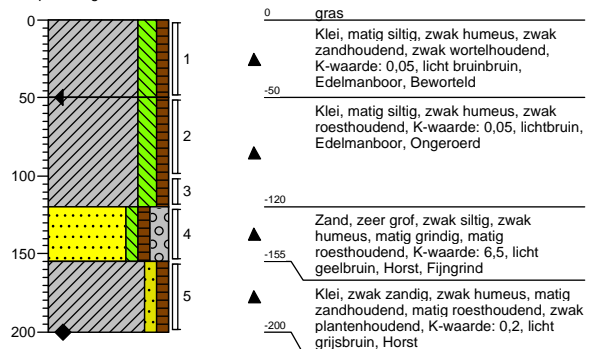 0
50
100
150
200
1
2
3
4
5
0 gras
Klei, matig siltig, zwak humeus, zwak
zandhoudend, zwak wortelhoudend,
K-waarde: 0,05, licht bruinbruin,
Edelmanboor, Beworteld
-50
Klei, matig siltig, zwak humeus, zwak
roesthoudend, K-waarde: 0,05, lichtbruin,
Edelmanboor, Ongeroerd
-120
Zand, zeer grof, zwak siltig, zwak
humeus, matig grindig, matig
roesthoudend, K-waarde: 6,5, licht
geelbruin, Horst, Fijngrind
-155
Klei, zwak zandig, zwak humeus, matig
zandhoudend, matig roesthoudend, zwak
plantenhoudend, K-waarde: 0,2, licht
grijsbruin, Horst
-200